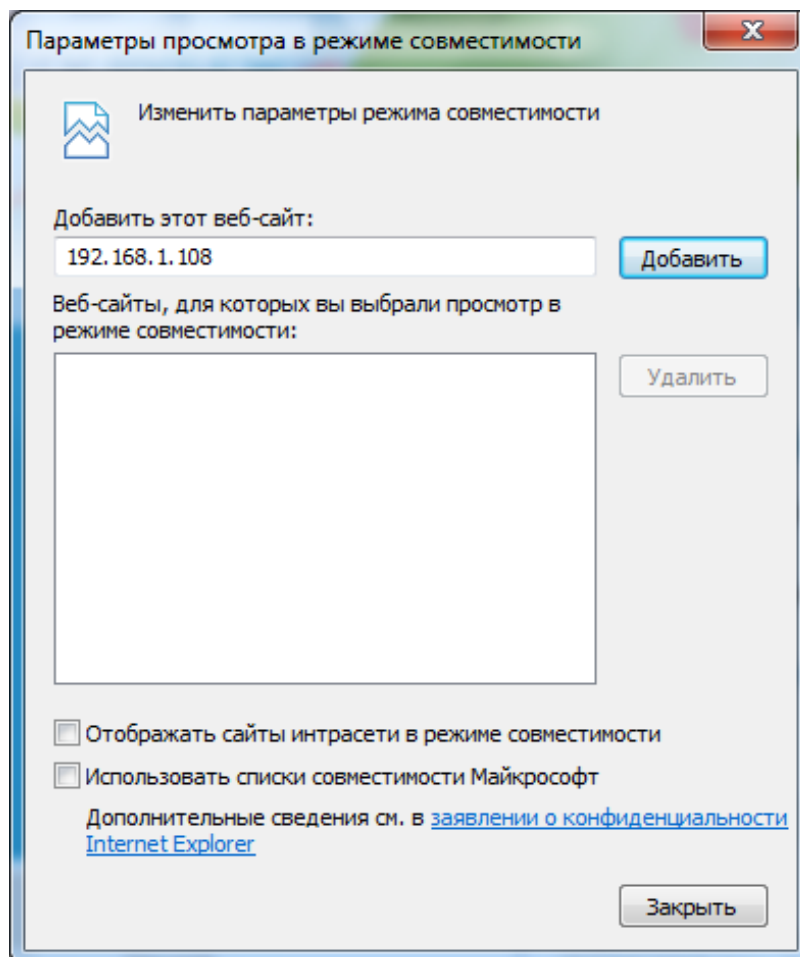 Параметры просмотра в режиме совместимости
Изменить параметры режима совместимости
Добавить этот веб-сайт:
192.168.1.108
Добавить
Веб-сайты, для которых вы выбрали просмотр в
режиме совместимости:
Удалить
Отображать сайты интрасети в режиме совместимости
Использовать списки совместимости Майкрософт
Дополнительные сведения см. в заявлении о конфиденциальности
Internet Explorer
Закрыть